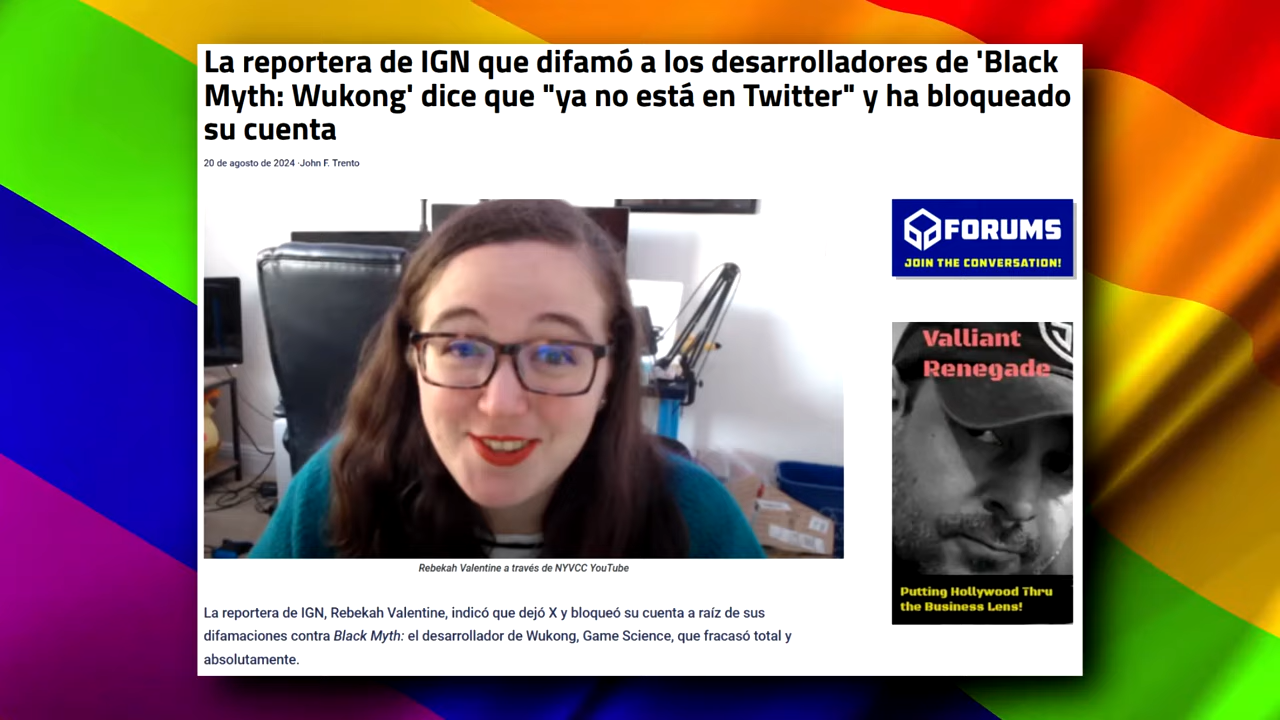 La reportera de IGN que difamó a los desarrolladores de 'Black
Myth: Wukong' dice que "ya no está en Twitter" y ha bloqueado
su cuenta
20 de agosto de 2024 ·John F. Trento
FORUMS
JOIN THE CONVERSATION!
Valliant
Renegade
Putting Hollywood Thru
the Business Lens!
Rebekah Valentine a través de NYVCC YouTube
La reportera de IGN, Rebekah Valentine, indicó que dejó X y bloqueó su cuenta a raíz de sus
difamaciones contra Black Myth: el desarrollador de Wukong, Game Science, que fracasó total y
absolutamente.